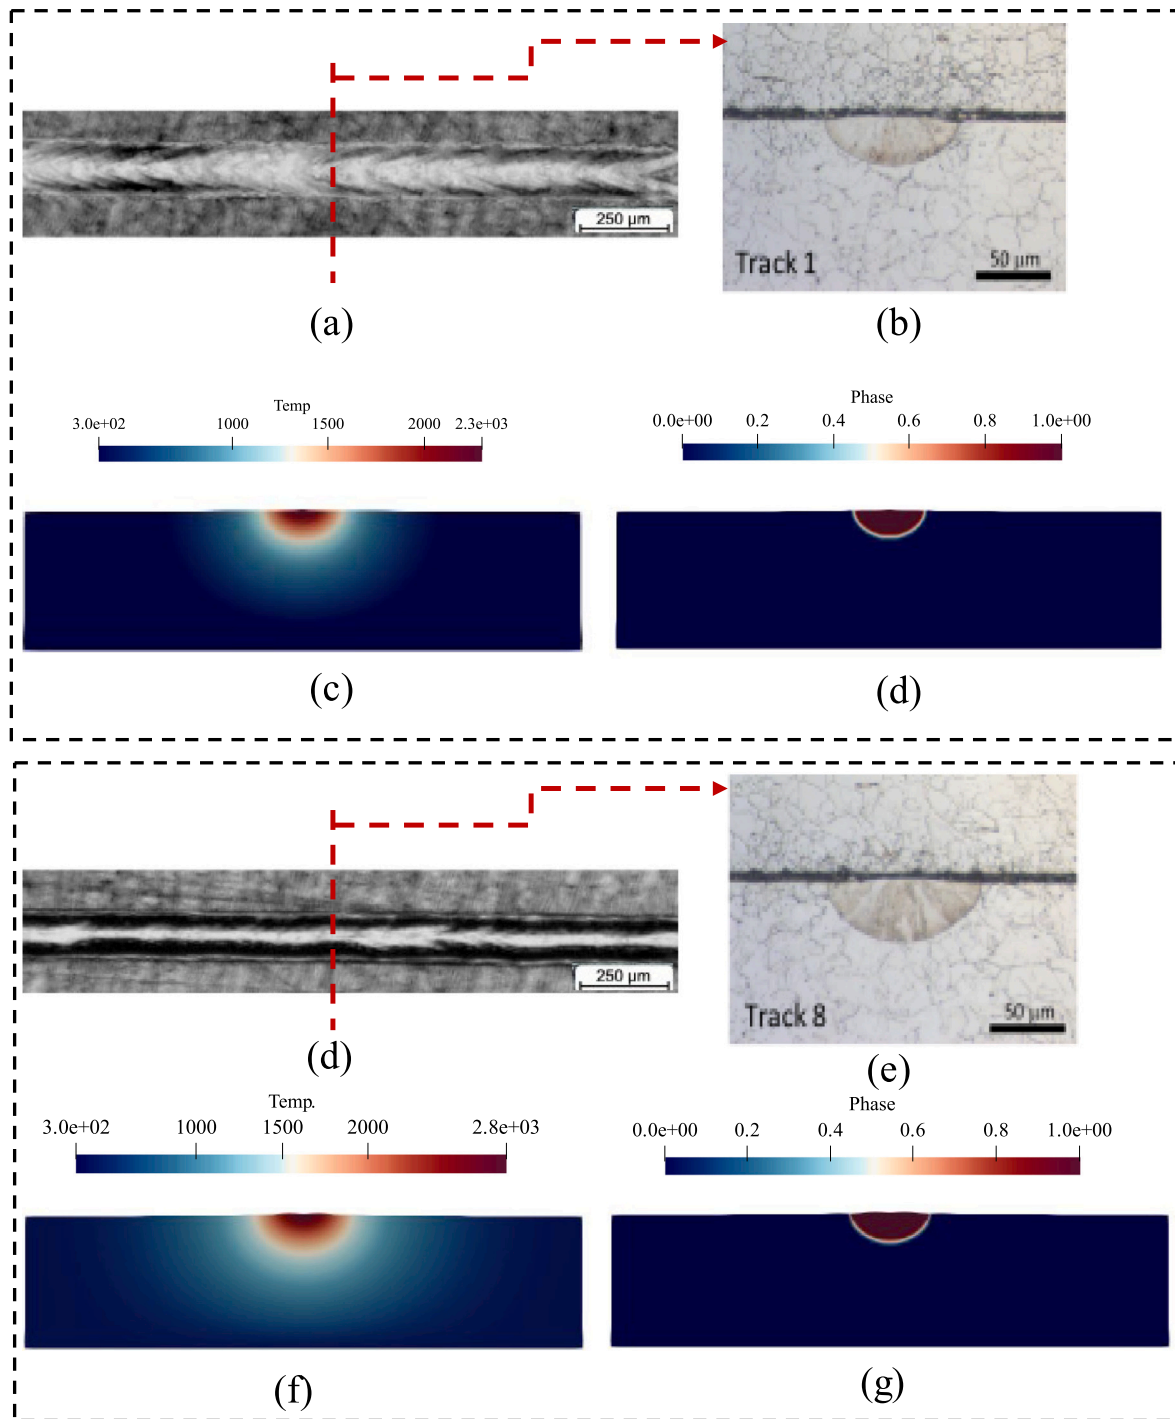 250 μm
Track 1
50 μm
(a)
(b)
Temp
3.0e+02 1000 1500 2000 2.3e+03
Phase
0.0e+00 0.2 0.4 0.6 0.8 1.0e+00
(c)
(d)
250 μm
Track 8
50 μm
(d)
(e)
Temp.
3.0e+02 1000 1500 2000 2.8e+03
Phase
0.0e+00 0.2 0.4 0.6 0.8 1.0e+00
(f)
(g)